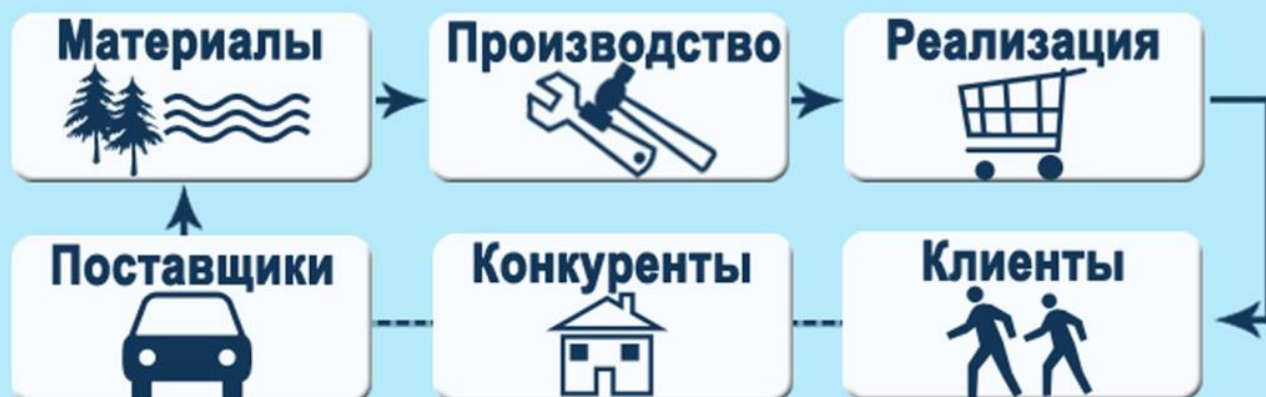 Материалы
Производство
Реализация
Поставщики
Конкуренты
Клиенты